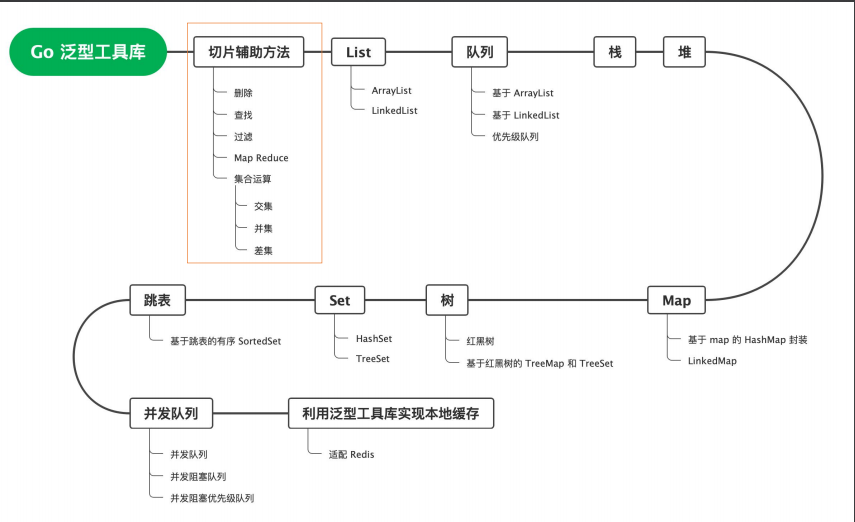 Go 泛型工具库
切片辅助方法
删除
查找
过滤
Map Reduce
集合运算
交集
并集
差集
List
ArrayList
LinkedList
队列
基于 ArrayList
基于 LinkedList
优先级队列
栈
堆
Map
基于 map 的 HashMap 封装
LinkedMap
树
红黑树
基于红黑树的 TreeMap 和 TreeSet
Set
HashSet
TreeSet
跳表
基于跳表的有序 SortedSet
并发队列
并发队列
并发阻塞队列
并发阻塞优先级队列
利用泛型工具库实现本地缓存
适配 Redis